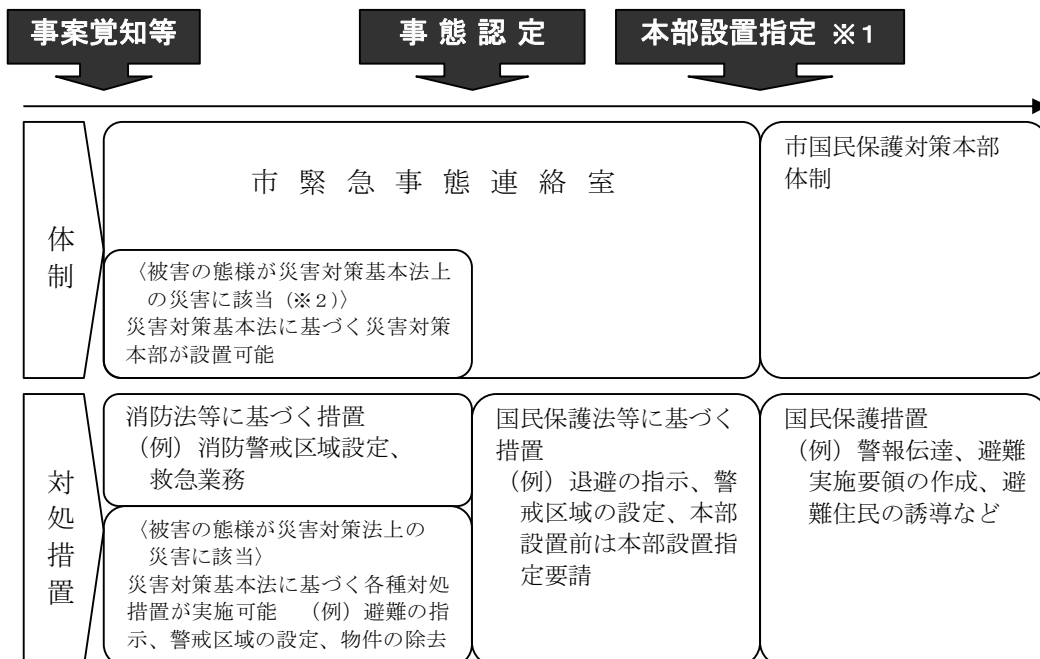 事案覚知等
事態認定
本部設置指定 ※1
体制
市緊急事態連絡室
〈被害の態様が災害対策基本法上
の災害に該当（※2）〉
災害対策基本法に基づく災害対策
本部が設置可能
市国民保護対策本部
体制
対処措置
消防法等に基づく措置
（例）消防警戒区域設定、
救急業務
〈被害の態様が災害対策法上の
災害に該当〉
災害対策基本法に基づく各種対処
措置が実施可能　（例）避難の指
示、警戒区域の設定、物件の除去
国民保護法等に基づく
措置
（例）退避の指示、警
戒区域の設定、本部
設置前は本部設置指
定要請
国民保護措置
（例）警報伝達、避難
実施要領の作成、避
難住民の誘導など